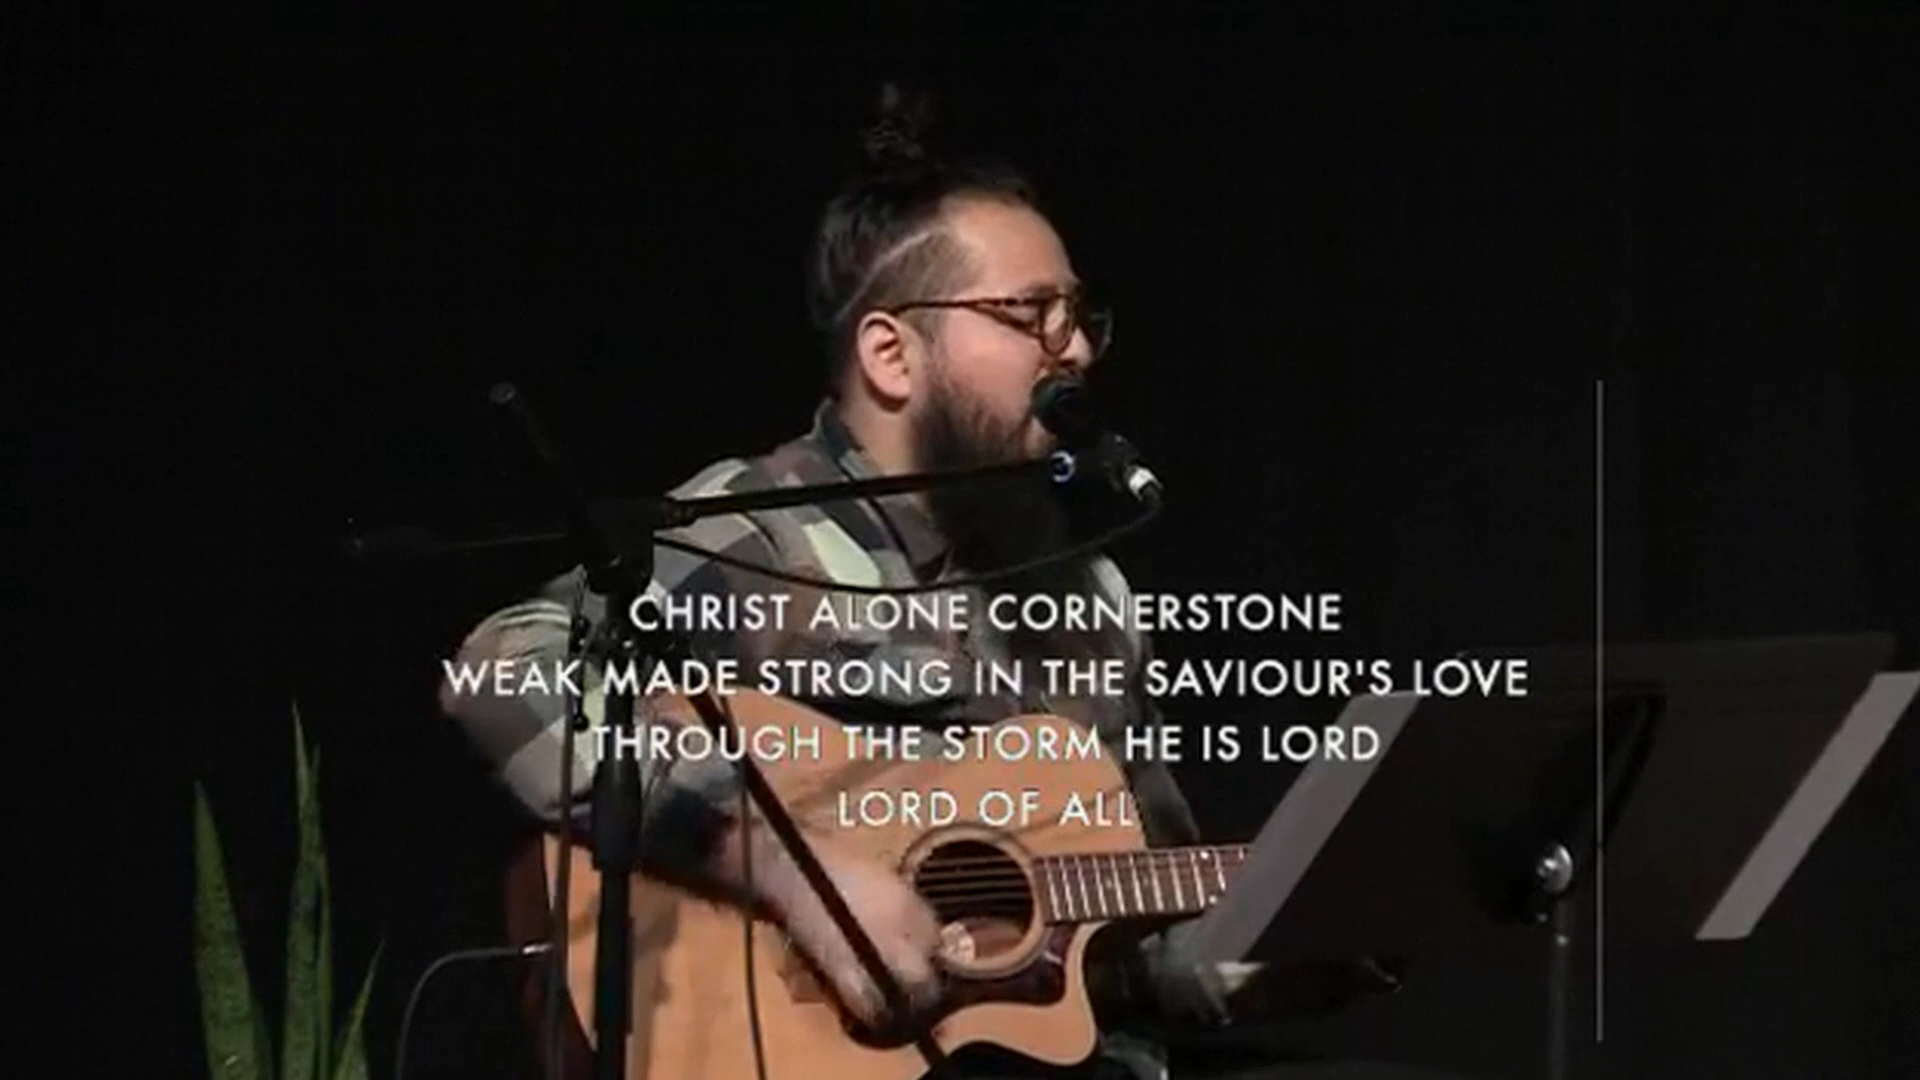 CHRIST ALONE CORNERSTONE
WEAK MADE STRONG IN THE SAVIOUR'S LOVE
THROUGH THE STORM HE IS LORD
LORD OF ALL